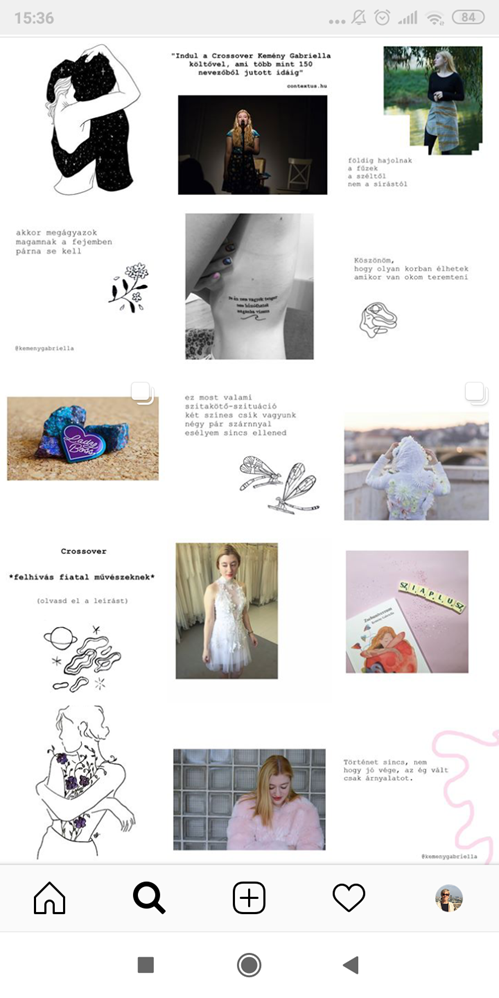 15:36
84
"Indul a Crossover Kemény Gabriella
költővel, ami több mint 150
nevezőből jutott idáig"
contextus.hu
földig hajolnak
a fűzek
a széltől
nem a sírástól
akkor megágyazok
magamnak a fejemben
párna se kell
@kemenygabriella
Köszönöm,
hogy olyan korban élhetek
amikor van okom teremteni
Lady
Boss
ez most valami
szitakötő-szituáció
két színes csík vagyunk
négy pár szárnnyal
esélyem sincs ellened
Crossover
*felhívás fiatal művészeknek*
(olvasd el a leírást)
SZIAPLUSZ
Történet sincs, nem
hogy jó vége, az ég vált
csak árnyalatot.
@kemenygabriella